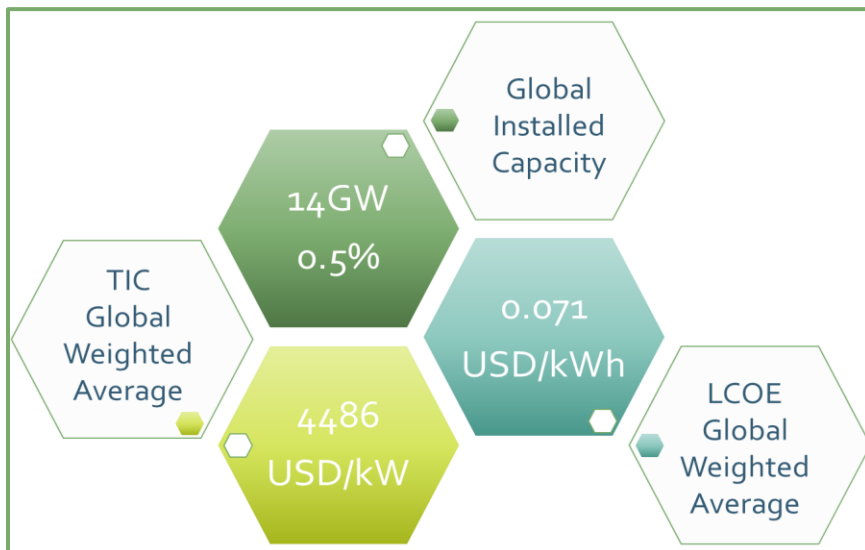 Global
Installed
Capacity
14GW
0.5%
TIC
Global
Weighted
Average
0.071
USD/kWh
4486
USD/kW
LCOE
Global
Weighted
Average